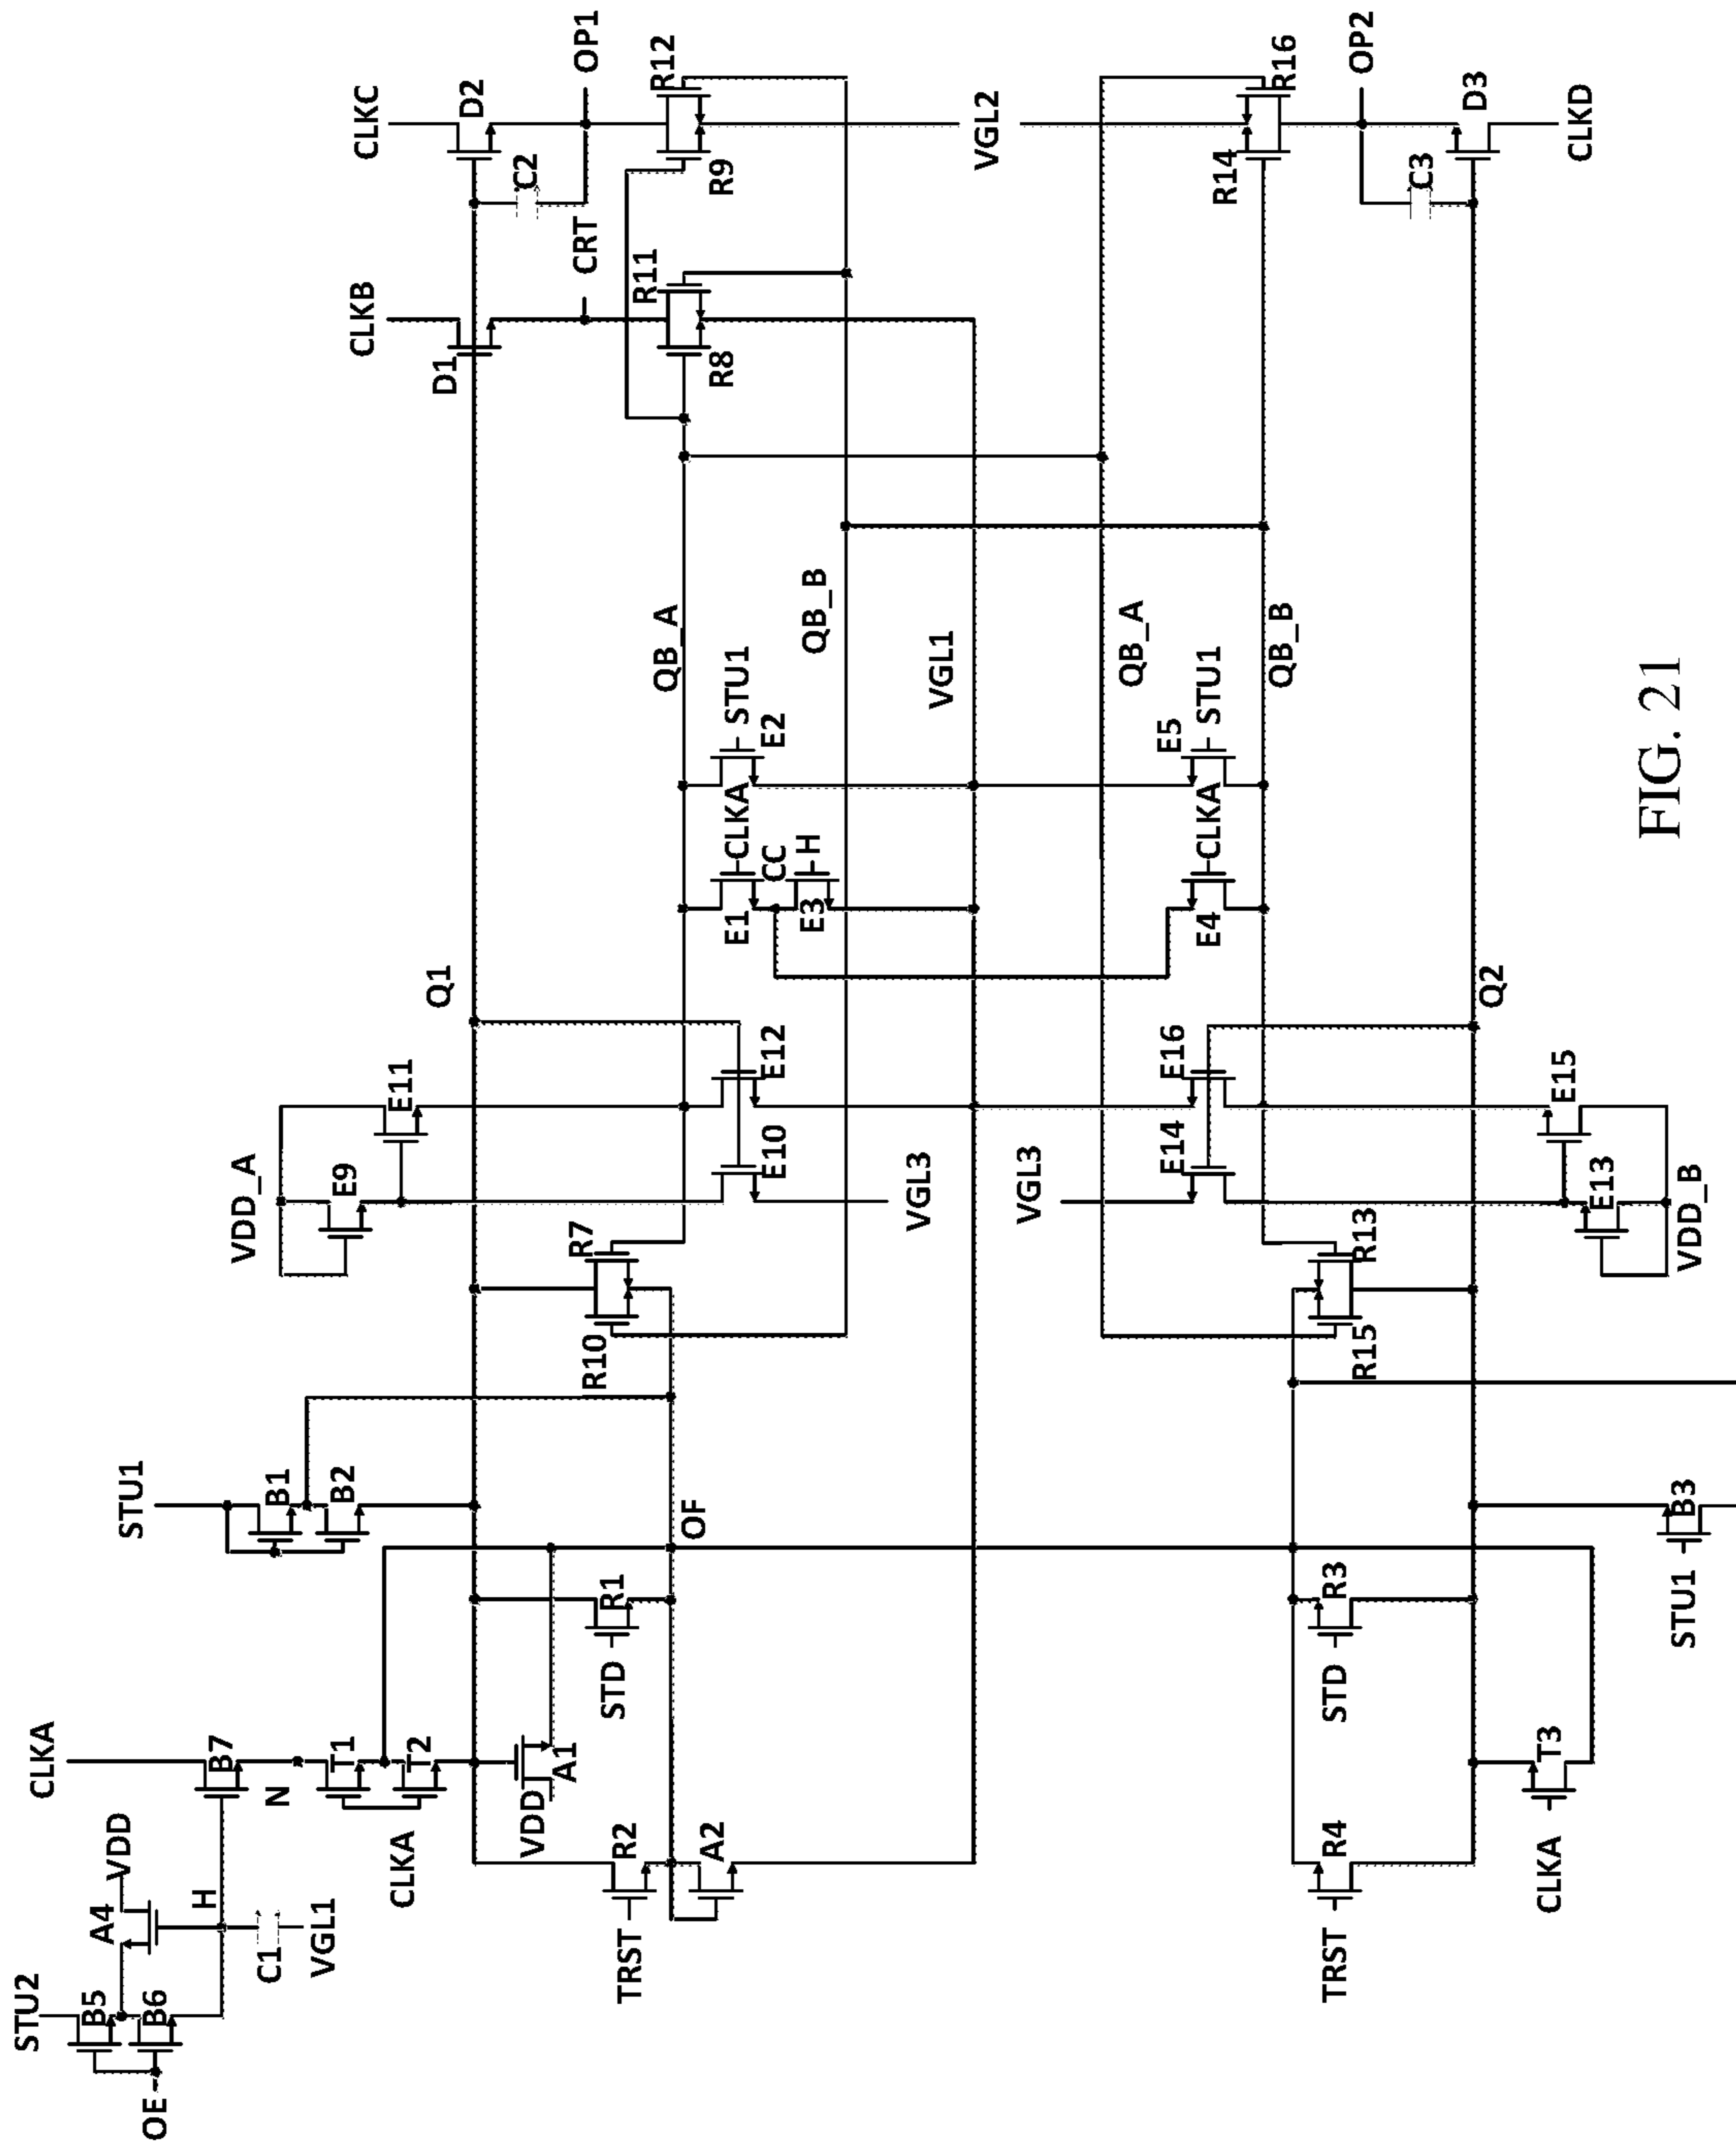 CLKC
D2
C2
OP1
R12
R9
VGL2
R16
R14
OP2
C3
D3
CLKD
CLKB
D1
CRT
R11
R8
QB_A
QB_B
VGL1
QB_A
QB_B
STU1
E2
CLKA
E1
CC
H
E3
STU1
E5
CLKA
E4
Q1
Q2
E11
E12
VDD_A
E9
E10
VGL3
VGL3
E14
E16
E15
E13
VDD_B
R7
R10
R13
R15
STU1
B1
B2
OF
STD
R1
STD
R3
STU1
B3
CLKA
B7
N
T1
T2
CLKA
VDD
A1
VDD
A4
H
C1
VGL1
TRST
R2
A2
TRST
R4
CLKA
T3
STU2
B5
B6
OE
FIG. 21